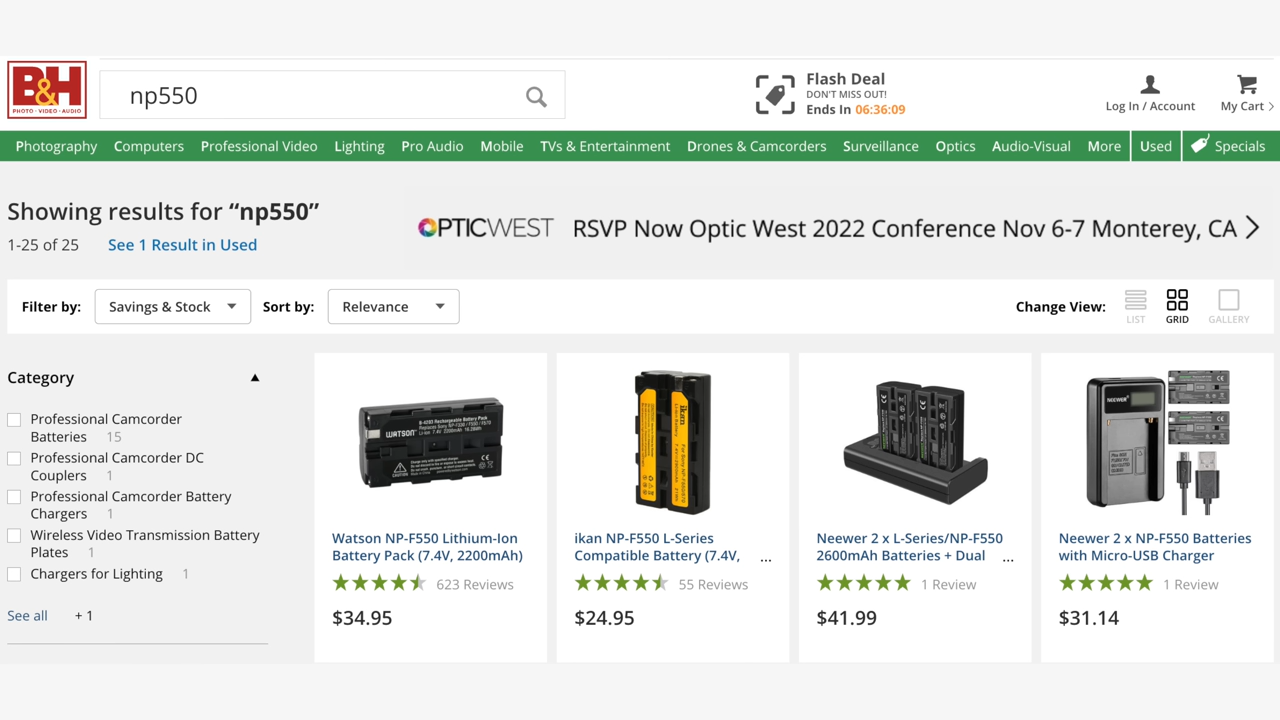 B&H
PHOTO • VIDEO • AUDIO
np550
Flash Deal
DON'T MISS OUT!
Ends In 06:36:09
Log In / Account
My Cart
Photography Computers Professional Video Lighting Pro Audio Mobile TVs & Entertainment Drones & Camcorders Surveillance Optics Audio-Visual More Used Specials
Showing results for “np550”
1-25 of 25 See 1 Result in Used
OPTICWEST RSVP Now Optic West 2022 Conference Nov 6-7 Monterey, CA
Filter by: Savings & Stock Sort by: Relevance
Change View: LIST GRID GALLERY
Category
Professional Camcorder
Batteries 15
Professional Camcorder DC
Couplers 1
Professional Camcorder Battery
Chargers 1
Wireless Video Transmission Battery
Plates 1
Chargers for Lighting 1
See all + 1
WATSON
Watson NP-F550 Lithium-Ion
Battery Pack (7.4V, 2200mAh)
623 Reviews
$34.95
ikan
ikan NP-F550 L-Series
Compatible Battery (7.4V, ...
55 Reviews
$24.95
Neewer 2 x L-Series/NP-F550
2600mAh Batteries + Dual ...
1 Review
$41.99
NEEWER
Neewer 2 x NP-F550 Batteries
with Micro-USB Charger
1 Review
$31.14